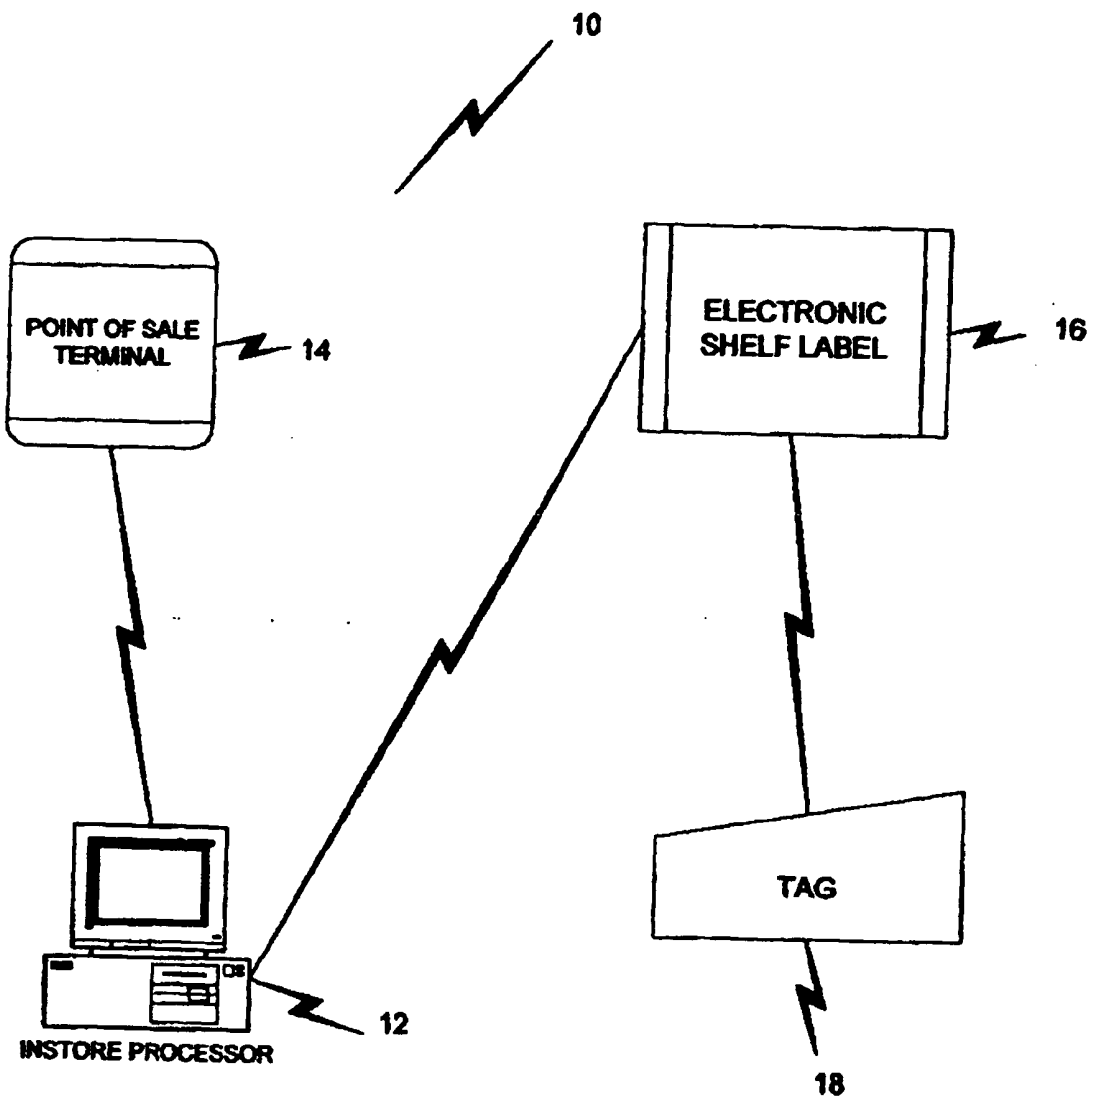 10
POINT OF SALE
TERMINAL
14
ELECTRONIC
SHELF LABEL
16
TAG
12
INSTORE PROCESSOR
18